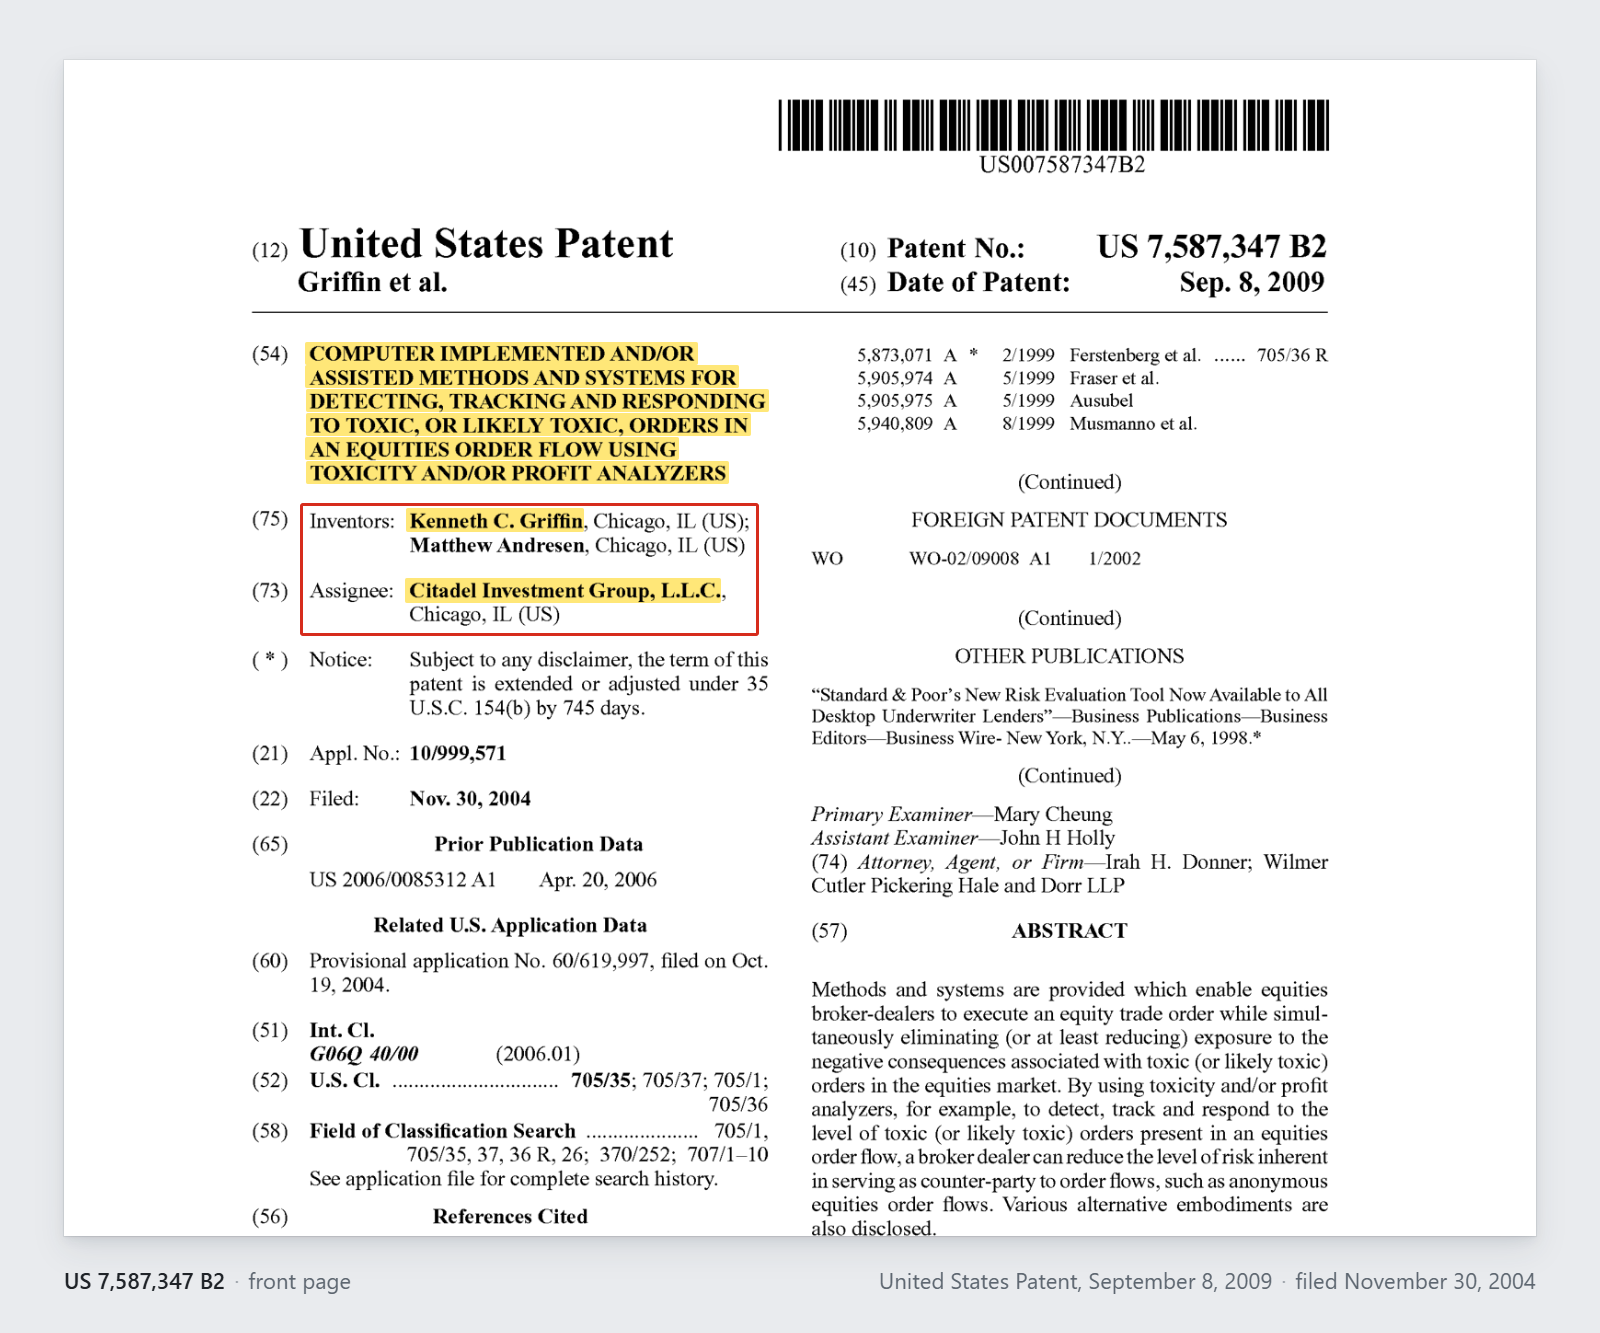 US007587347B2
(12) United States Patent
Griffin et al.
(10) Patent No.: US 7,587,347 B2
(45) Date of Patent: Sep. 8, 2009
(54) COMPUTER IMPLEMENTED AND/OR
ASSISTED METHODS AND SYSTEMS FOR
DETECTING, TRACKING AND RESPONDING
TO TOXIC, OR LIKELY TOXIC, ORDERS IN
AN EQUITIES ORDER FLOW USING
TOXICITY AND/OR PROFIT ANALYZERS
(75) Inventors: Kenneth C. Griffin, Chicago, IL (US);
Matthew Andresen, Chicago, IL (US)
(73) Assignee: Citadel Investment Group, L.L.C.,
Chicago, IL (US)
( * ) Notice: Subject to any disclaimer, the term of this
patent is extended or adjusted under 35
U.S.C. 154(b) by 745 days.
(21) Appl. No.: 10/999,571
(22) Filed: Nov. 30, 2004
(65) Prior Publication Data
US 2006/0085312 A1 Apr. 20, 2006
Related U.S. Application Data
(60) Provisional application No. 60/619,997, filed on Oct.
19, 2004.
(51) Int. Cl.
G06Q 40/00 (2006.01)
(52) U.S. Cl. .............................. 705/35; 705/37; 705/1;
705/36
(58) Field of Classification Search .................... 705/1,
705/35, 37, 36 R, 26; 370/252; 707/1–10
See application file for complete search history.
(56) References Cited
5,873,071 A * 2/1999 Ferstenberg et al. ...... 705/36 R
5,905,974 A 5/1999 Fraser et al.
5,905,975 A 5/1999 Ausubel
5,940,809 A 8/1999 Musmanno et al.
(Continued)
FOREIGN PATENT DOCUMENTS
WO WO-02/09008 A1 1/2002
(Continued)
OTHER PUBLICATIONS
“Standard & Poor’s New Risk Evaluation Tool Now Available to All
Desktop Underwriter Lenders”—Business Publications—Business
Editors—Business Wire- New York, N.Y..—May 6, 1998.*
(Continued)
Primary Examiner—Mary Cheung
Assistant Examiner—John H Holly
(74) Attorney, Agent, or Firm—Irah H. Donner; Wilmer
Cutler Pickering Hale and Dorr LLP
(57) ABSTRACT
Methods and systems are provided which enable equities
broker-dealers to execute an equity trade order while simul-
taneously eliminating (or at least reducing) exposure to the
negative consequences associated with toxic (or likely toxic)
orders in the equities market. By using toxicity and/or profit
analyzers, for example, to detect, track and respond to the
level of toxic (or likely toxic) orders present in an equities
order flow, a broker dealer can reduce the level of risk inherent
in serving as counter-party to order flows, such as anonymous
equities order flows. Various alternative embodiments are
also disclosed.
US 7,587,347 B2 · front page
United States Patent, September 8, 2009 · filed November 30, 2004